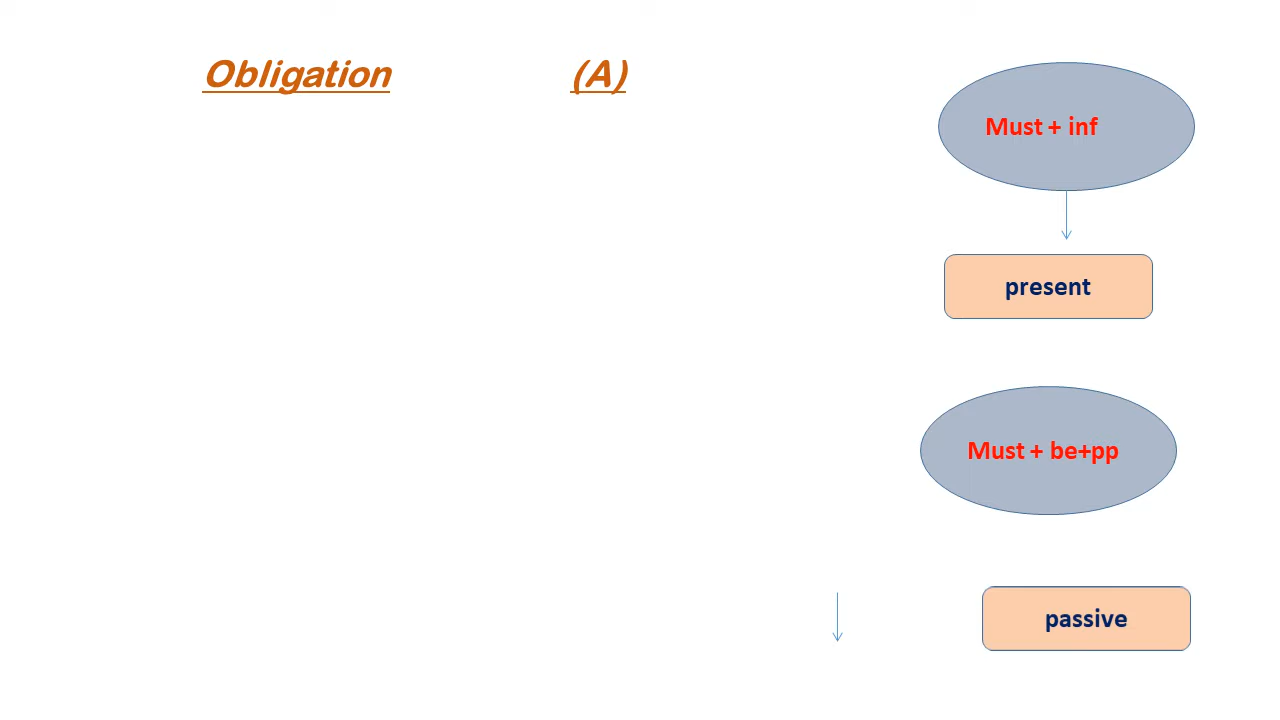 Obligation (A)
Must + inf
present
Must + be+pp
passive